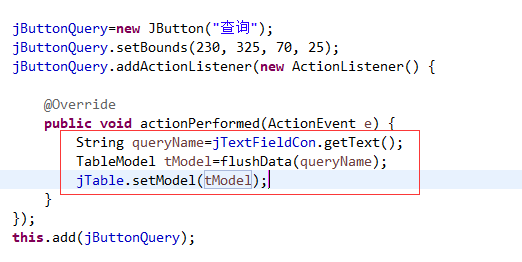 jButtonQuery=new JButton("查询");
jButtonQuery.setBounds(230, 325, 70, 25);
jButtonQuery.addActionListener(new ActionListener() {
@Override
public void actionPerformed(ActionEvent e) {
String queryName=jTextFieldCon.getText();
TableModel tModel=flushData(queryName);
jTable.setModel(tModel);
}
});
this.add(jButtonQuery);